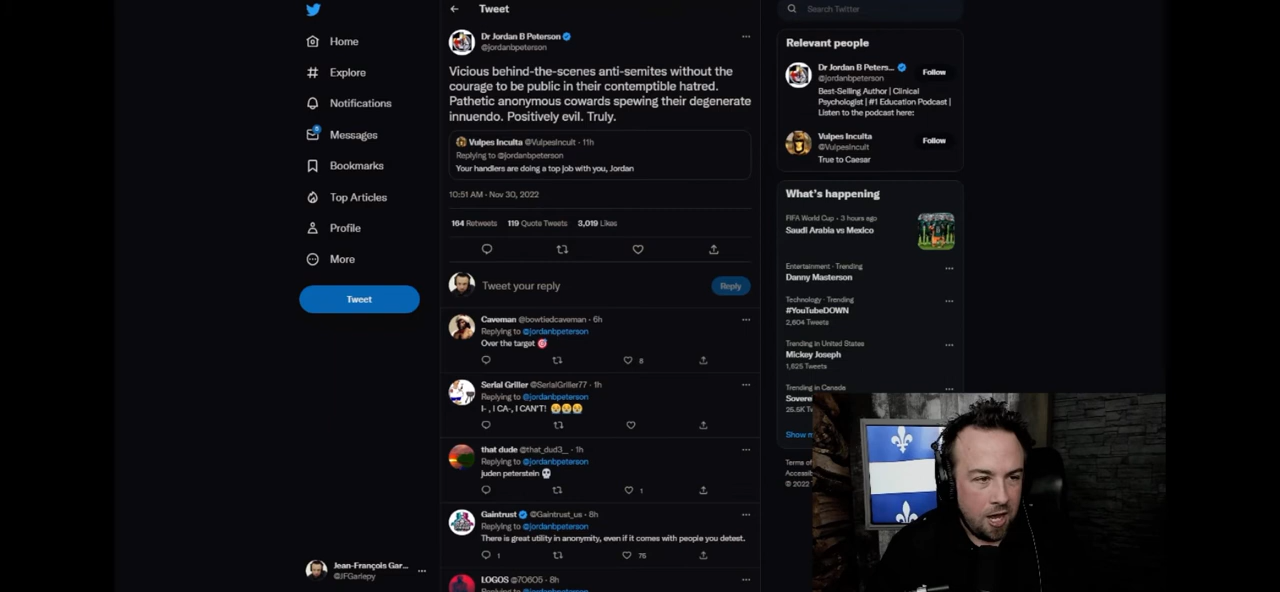 Tweet
Search Twitter
Home
Explore
Notifications
Messages
Bookmarks
Top Articles
Profile
More
Tweet
Jean-François Gar...
@JFGariepy
Dr Jordan B Peterson
@jordanbpeterson
Vicious behind-the-scenes anti-semites without the
courage to be public in their contemptible hatred.
Pathetic anonymous cowards spewing their degenerate
innuendo. Positively evil. Truly.
Vulpes Inculta @VulpesIncult · 11h
Replying to @jordanbpeterson
Your handlers are doing a top job with you, Jordan
10:51 AM · Nov 30, 2022
164 Retweets 119 Quote Tweets 3,019 Likes
Tweet your reply
Reply
Caveman @bowtiedcaveman · 6h
Replying to @jordanbpeterson
Over the target
8
Serial Griller @SerialGriller77 · 1h
Replying to @jordanbpeterson
I- , I CA-, I CAN'T! 😭😭😭
that dude @that_dud3_ · 1h
Replying to @jordanbpeterson
juden peterstein 💀
1
Gaintrust @Gaintrust_us · 8h
Replying to @jordanbpeterson
There is great utility in anonymity, even if it comes with people you detest.
1 75
LOGOS @70605 · 8h
Replying to @jordanbpeterson
Relevant people
Dr Jordan B Peters...
@jordanbpeterson
Follow
Best-Selling Author | Clinical
Psychologist | #1 Education Podcast |
Listen to the podcast here:
Vulpes Inculta
@VulpesIncult
Follow
True to Caesar
What's happening
FIFA World Cup · 3 hours ago
Saudi Arabia vs Mexico
Entertainment · Trending
Danny Masterson
Technology · Trending
#YouTubeDOWN
2,604 Tweets
Trending in United States
Mickey Joseph
1,625 Tweets
Trending in Canada
Show m
Terms of
© 2022